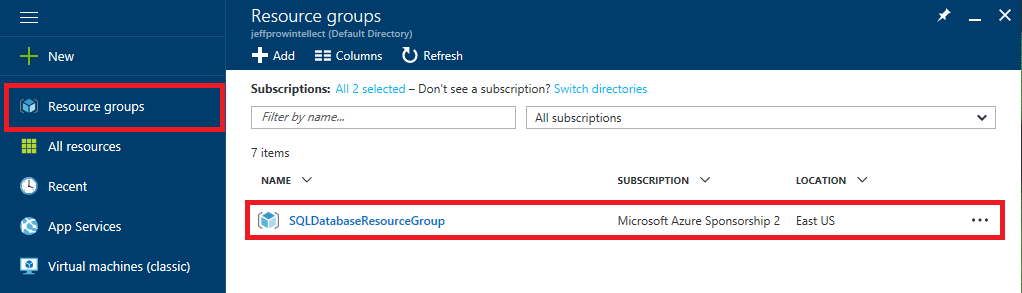 New
Resource groups
All resources
Recent
App Services
Virtual machines (classic)
Resource groups
jeffprowintellect (Default Directory)
Add Columns Refresh
Subscriptions: All 2 selected – Don't see a subscription? Switch directories
Filter by name... All subscriptions
7 items
NAME SUBSCRIPTION LOCATION
SQLDatabaseResourceGroup Microsoft Azure Sponsorship 2 East US